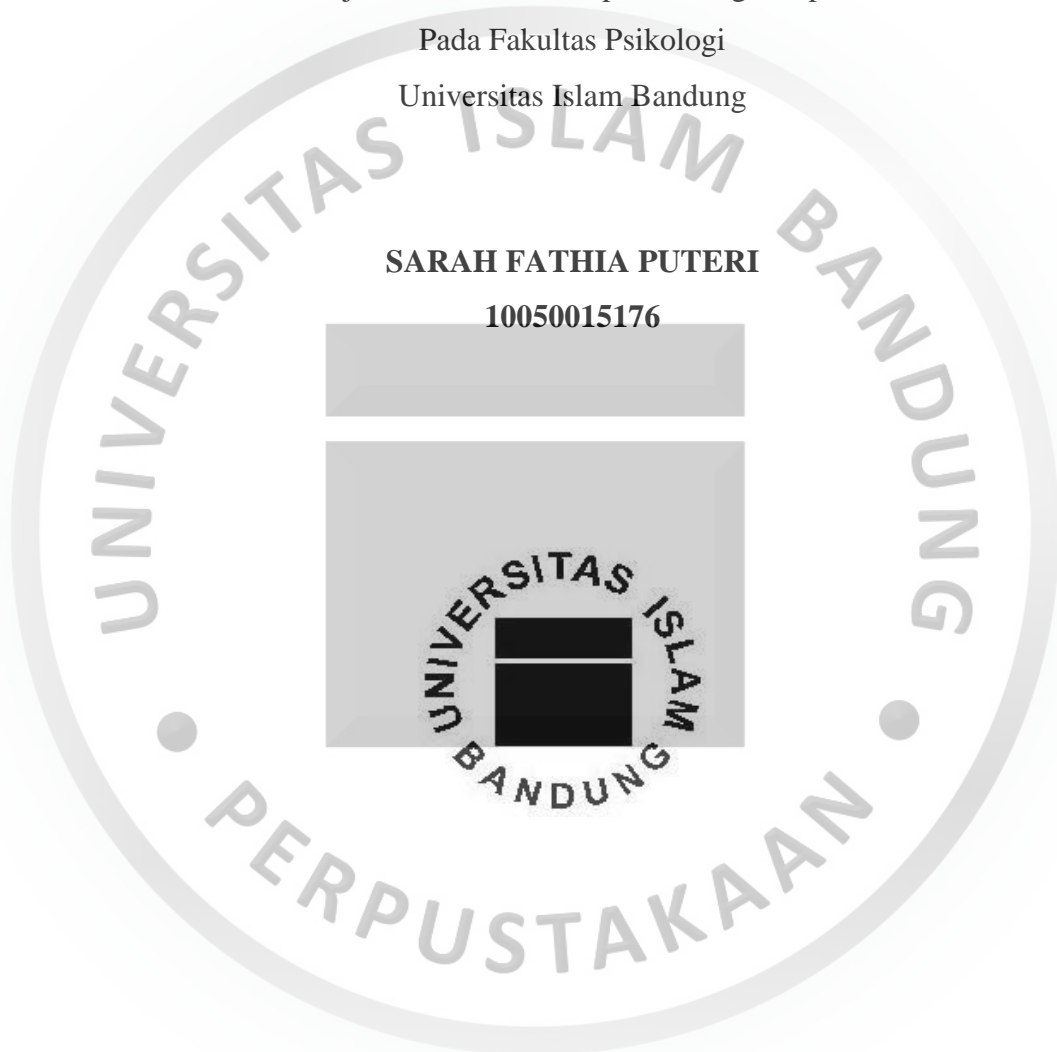 Pada Fakultas Psikologi
Universitas Islam Bandung
SARAH FATHIA PUTERI
10050015176
UNIVERSITAS ISLAM BANDUNG
UNIVERSITAS ISLAM
BANDUNG
PERPUSTAKAAN